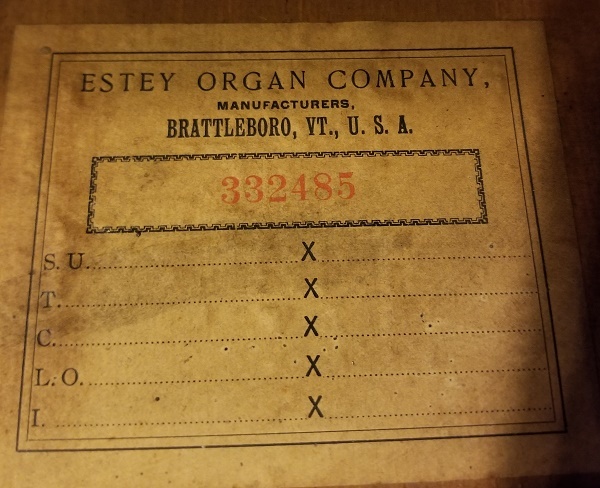 ESTEY ORGAN COMPANY,
MANUFACTURERS,
BRATTLEBORO, VT., U. S. A.
332485
S. U. X
T. X
C. X
L. O. X
I. X